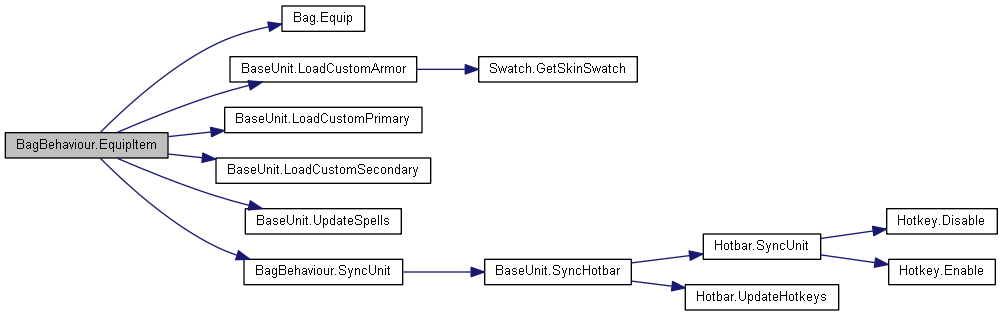 Bag.Equip
BaseUnit.LoadCustomArmor
Swatch.GetSkinSwatch
BaseUnit.LoadCustomPrimary
BagBehaviour.EquipItem
BaseUnit.LoadCustomSecondary
BaseUnit.UpdateSpells
Hotkey.Disable
Hotbar.SyncUnit
BagBehaviour.SyncUnit
BaseUnit.SyncHotbar
Hotkey.Enable
Hotbar.UpdateHotkeys